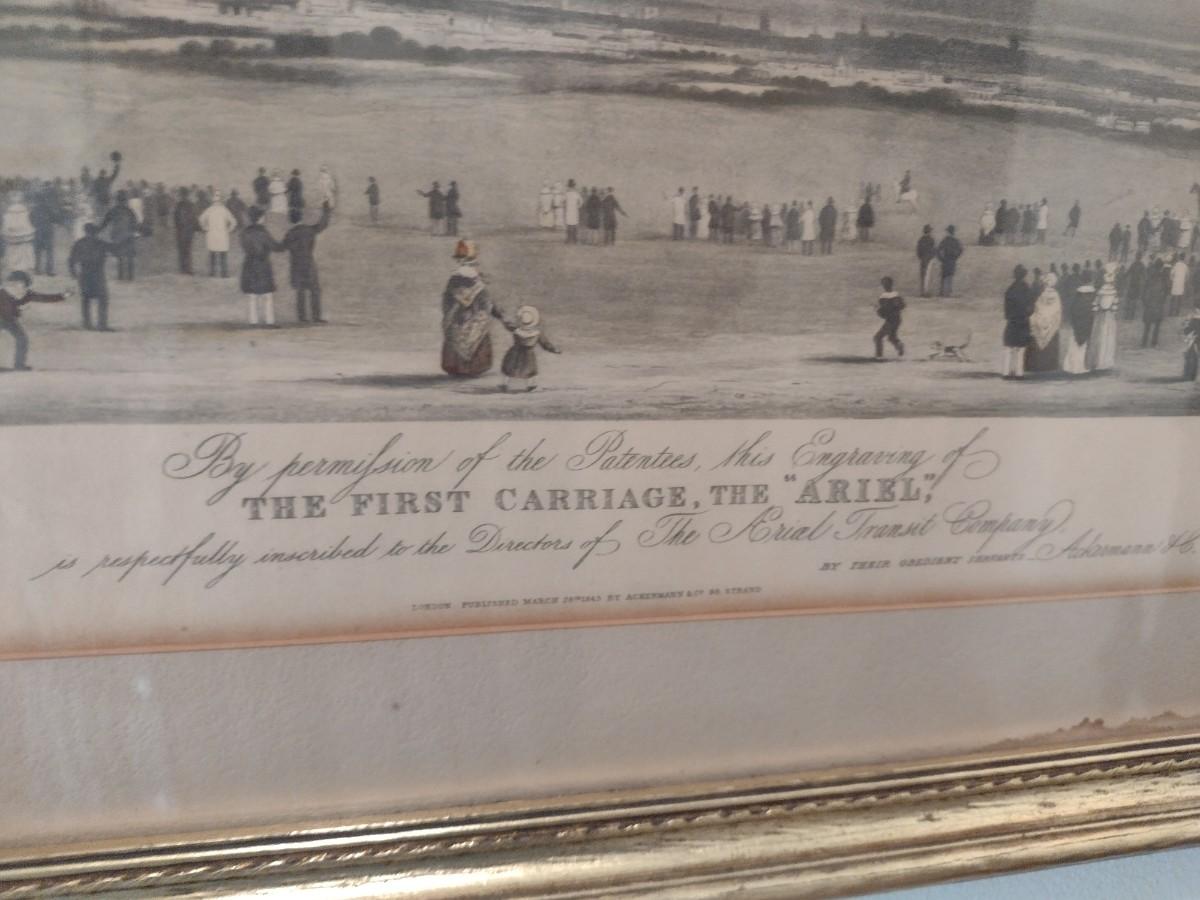 By permiſsion of the Patentees, this Engraving of
THE FIRST CARRIAGE, THE "ARIEL",
is respectfully inscribed to the Directors of The Ærial Transit Company,
BY THEIR OBEDIENT SERVANTS Ackermann & Co
LONDON PUBLISHED MARCH 28TH 1843 BY ACKERMANN & CO 96 STRAND